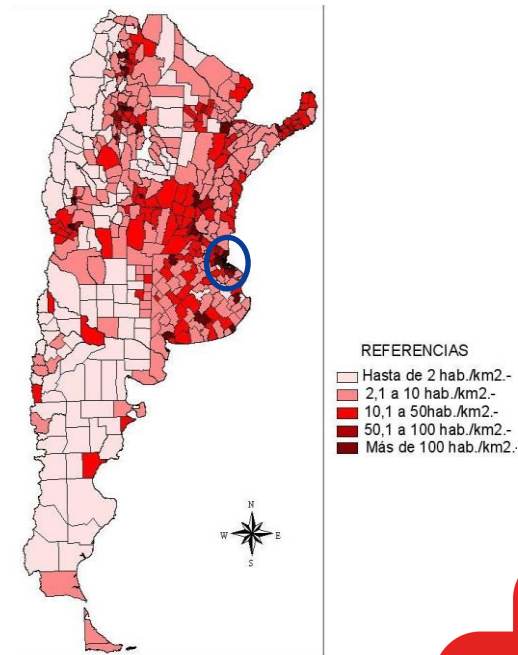 REFERENCIAS
Hasta de 2 hab./km2.-
2,1 a 10 hab./km2.-
10,1 a 50hab./km2.-
50,1 a 100 hab./km2.-
Más de 100 hab./km2.-
N
W E
S